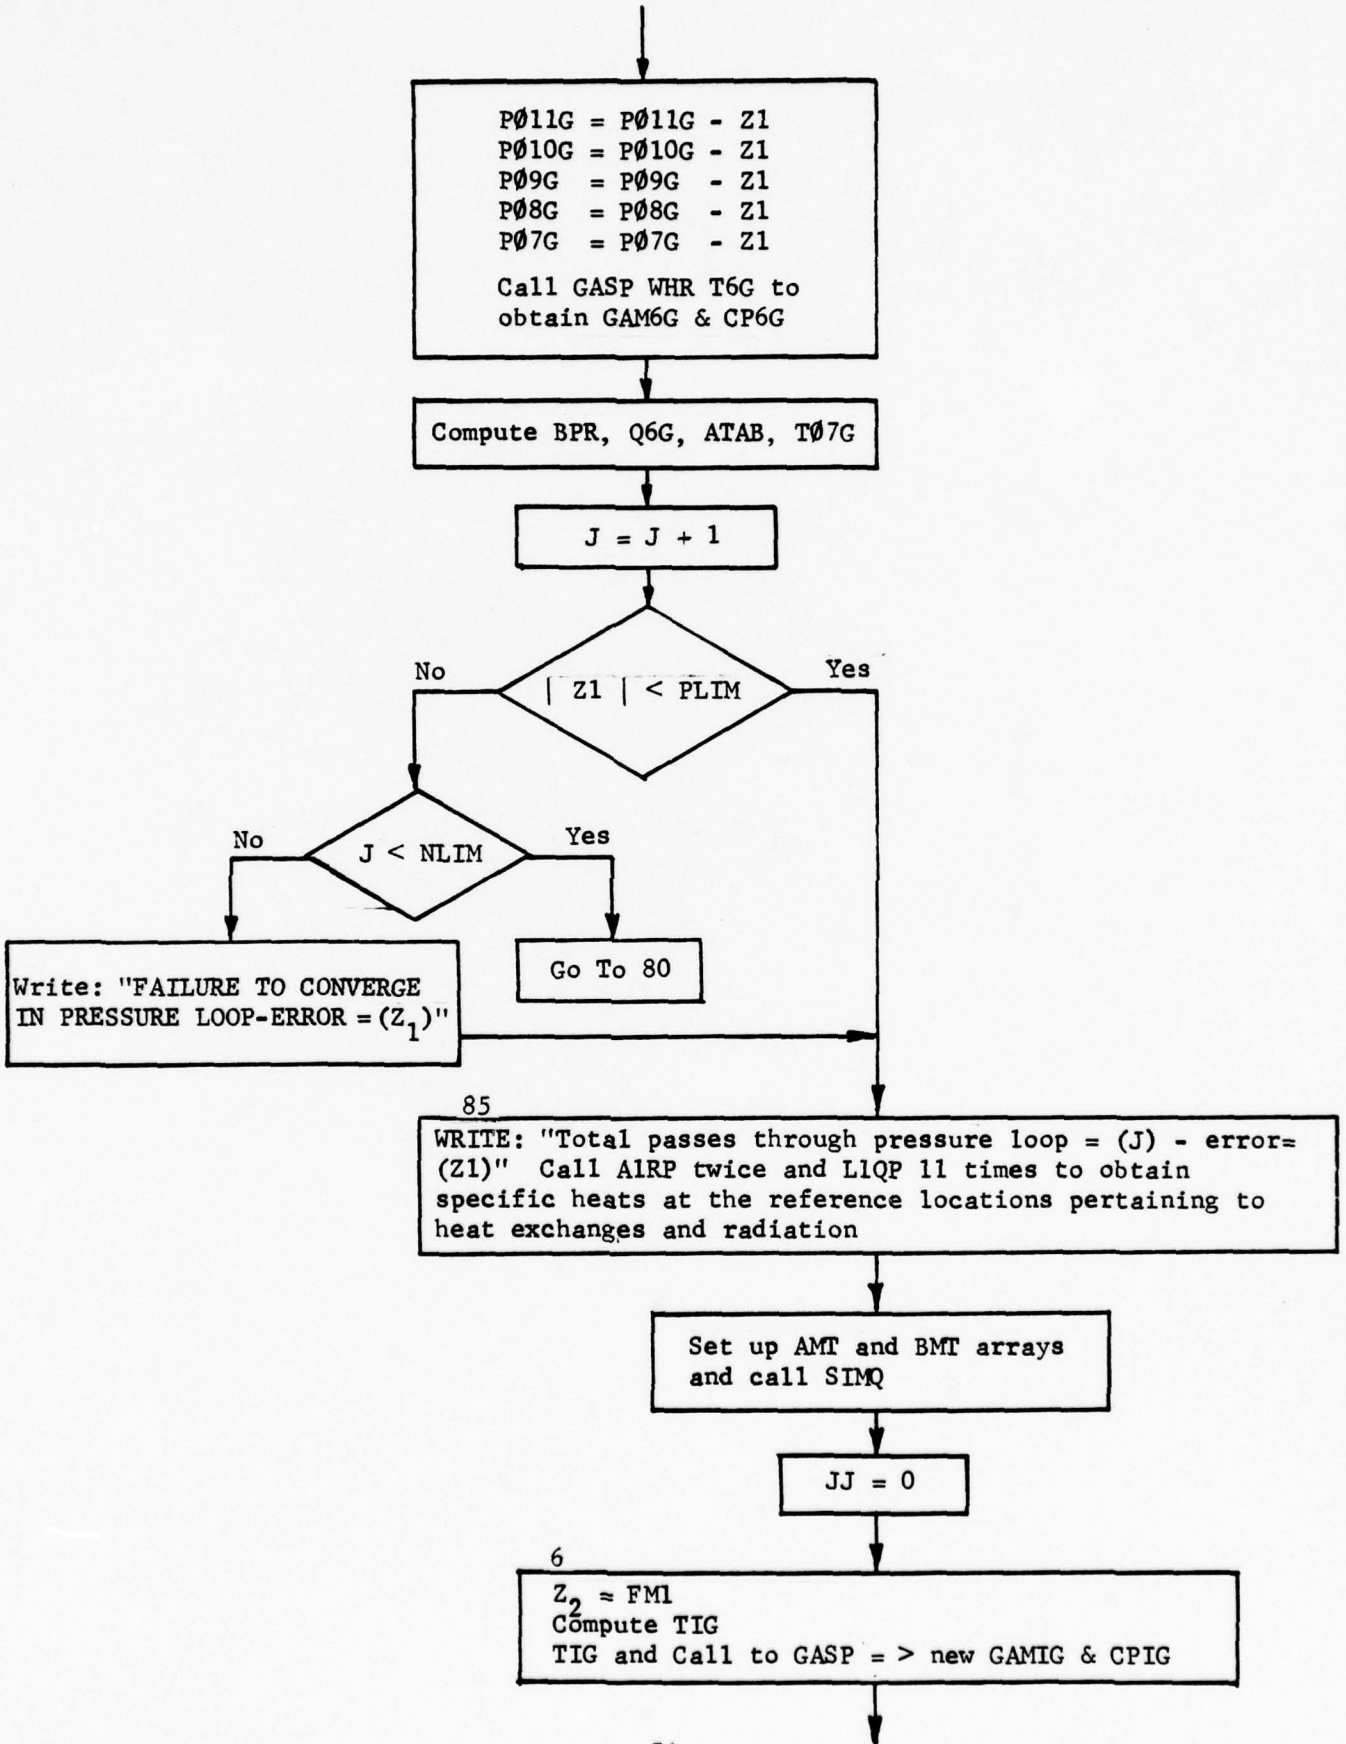 PØ11G = PØ11G - Z1
PØ10G = PØ10G - Z1
PØ9G = PØ9G - Z1
PØ8G = PØ8G - Z1
PØ7G = PØ7G - Z1
Call GASP WHR T6G to
obtain GAM6G & CP6G
Compute BPR, Q6G, ATAB, TØ7G
J = J + 1
No
| Z1 | < PLIM
Yes
No
J < NLIM
Yes
Write: "FAILURE TO CONVERGE
IN PRESSURE LOOP-ERROR = (Z1)"
Go To 80
85
WRITE: "Total passes through pressure loop = (J) - error=
(Z1)" Call A1RP twice and L1QP 11 times to obtain
specific heats at the reference locations pertaining to
heat exchanges and radiation
Set up AMT and BMT arrays
and call SIMQ
JJ = 0
6
Z2 = FM1
Compute TIG
TIG and Call to GASP = > new GAMIG & CPIG